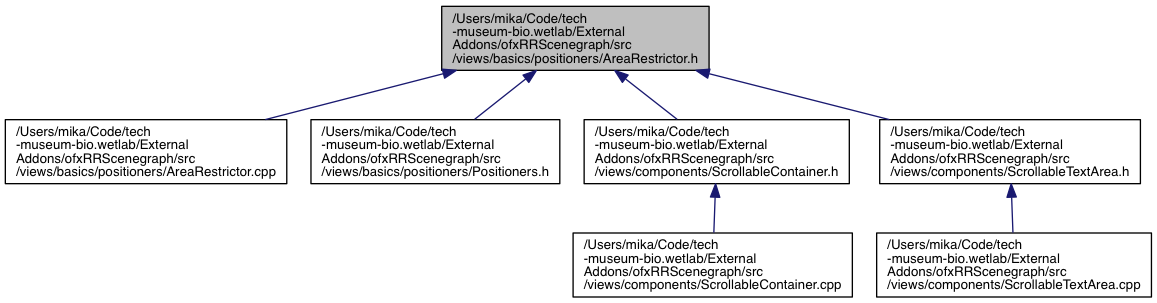 /Users/mika/Code/tech
-museum-bio.wetlab/External
Addons/ofxRRScenegraph/src
/views/basics/positioners/AreaRestrictor.h
/Users/mika/Code/tech
-museum-bio.wetlab/External
Addons/ofxRRScenegraph/src
/views/basics/positioners/AreaRestrictor.cpp
/Users/mika/Code/tech
-museum-bio.wetlab/External
Addons/ofxRRScenegraph/src
/views/basics/positioners/Positioners.h
/Users/mika/Code/tech
-museum-bio.wetlab/External
Addons/ofxRRScenegraph/src
/views/components/ScrollableContainer.h
/Users/mika/Code/tech
-museum-bio.wetlab/External
Addons/ofxRRScenegraph/src
/views/components/ScrollableTextArea.h
/Users/mika/Code/tech
-museum-bio.wetlab/External
Addons/ofxRRScenegraph/src
/views/components/ScrollableContainer.cpp
/Users/mika/Code/tech
-museum-bio.wetlab/External
Addons/ofxRRScenegraph/src
/views/components/ScrollableTextArea.cpp